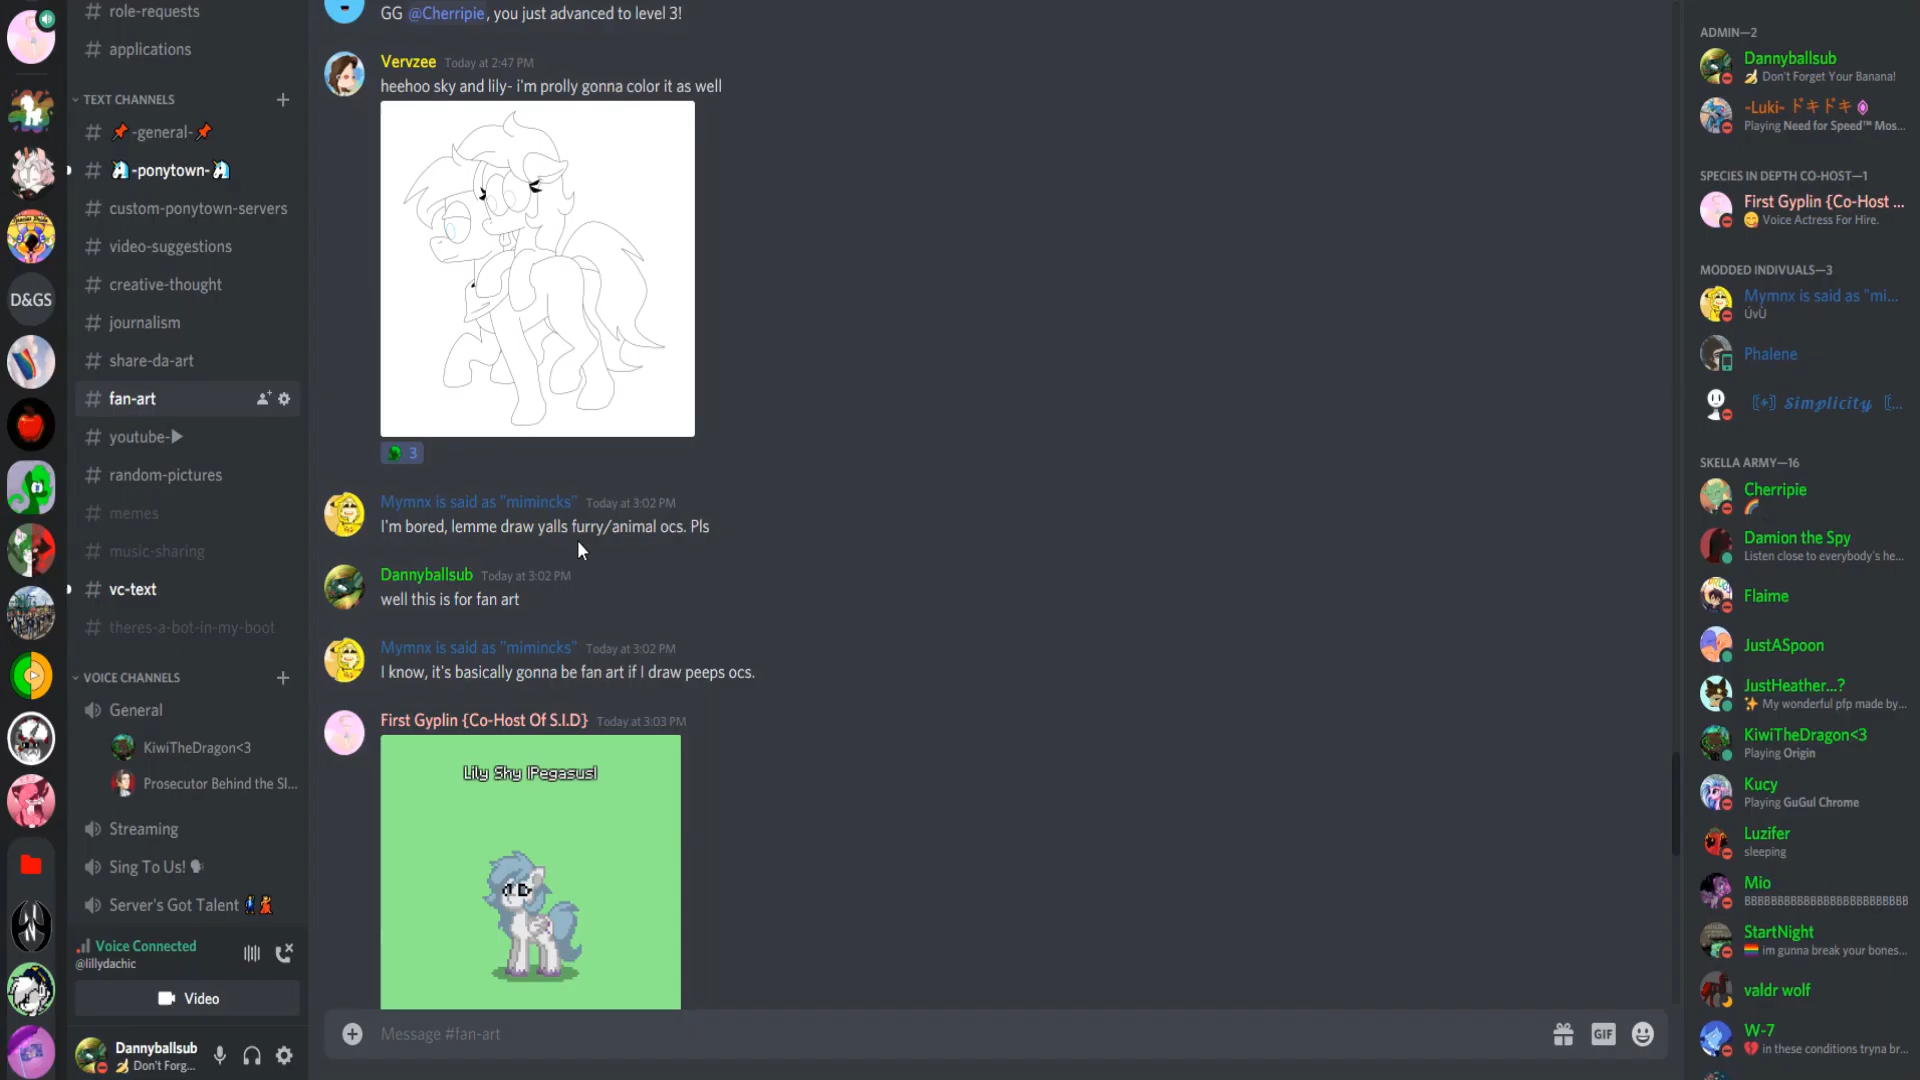 D&GS
role-requests
applications
TEXT CHANNELS
-general-
-ponytown-
custom-ponytown-servers
video-suggestions
creative-thought
journalism
share-da-art
fan-art
youtube-▶
random-pictures
memes
music-sharing
vc-text
theres-a-bot-in-my-boot
VOICE CHANNELS
General
KiwiTheDragon<3
Prosecutor Behind the Sl...
Streaming
Sing To Us!
Server's Got Talent
Voice Connected
@lillydachic
Video
Dannyballsub
Don't Forg...
GG @Cherripie, you just advanced to level 3!
Vervzee Today at 2:47 PM
heehoo sky and lily- i'm prolly gonna color it as well
3
Mymnx is said as "mimincks" Today at 3:02 PM
I'm bored, lemme draw yalls furry/animal ocs. Pls
Dannyballsub Today at 3:02 PM
well this is for fan art
Mymnx is said as "mimincks" Today at 3:02 PM
I know, it's basically gonna be fan art if I draw peeps ocs.
First Gyplin {Co-Host Of S.I.D} Today at 3:03 PM
Lily Shy |Pegasus|
Message #fan-art
GIF
ADMIN—2
Dannyballsub
Don't Forget Your Banana!
-Luki- ドキドキ
Playing Need for Speed™ Mos...
SPECIES IN DEPTH CO-HOST—1
First Gyplin {Co-Host ...
Voice Actress For Hire.
MODDED INDIVUALS—3
Mymnx is said as "mi...
ÚvÙ
Phalene
〘+〙 𝓢𝓲𝓶𝓹𝓵𝓲𝓬𝓲𝓽𝔂 〘...
SKELLA ARMY—16
Cherripie
Damion the Spy
Listen close to everybody's he...
Flaime
JustASpoon
JustHeather...?
My wonderful pfp made by...
KiwiTheDragon<3
Playing Origin
Kucy
Playing GuGul Chrome
Luzifer
sleeping
Mio
BBBBBBBBBBBBBBBBBBBBBBBBBB
StartNight
im gunna break your bones...
valdr wolf
W-7
in these conditions tryna br...